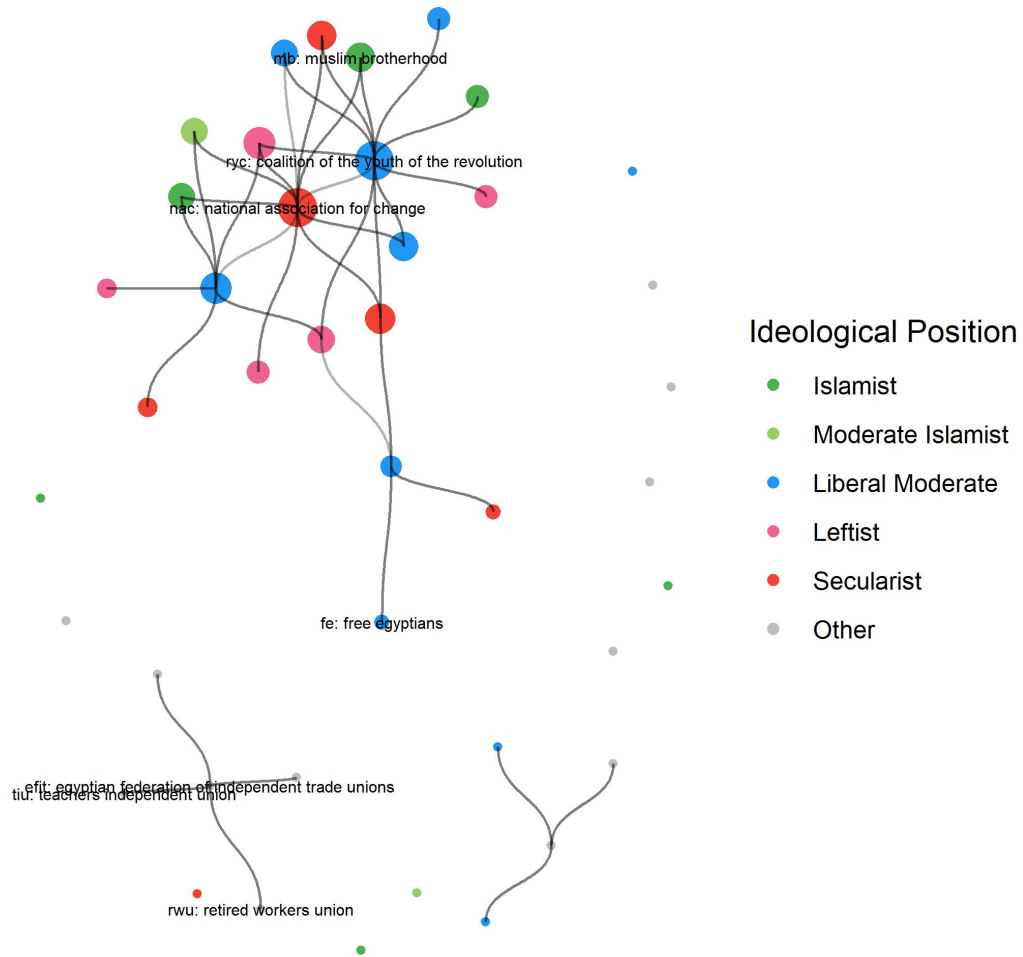 mb: muslim brotherhood
ryc: coalition of the youth of the revolution
nac: national association for change
Ideological Position
Islamist
Moderate Islamist
Liberal Moderate
Leftist
Secularist
Other
fe: free egyptians
efit: egyptian federation of independent trade unions
tiu: teachers independent union
rwu: retired workers union